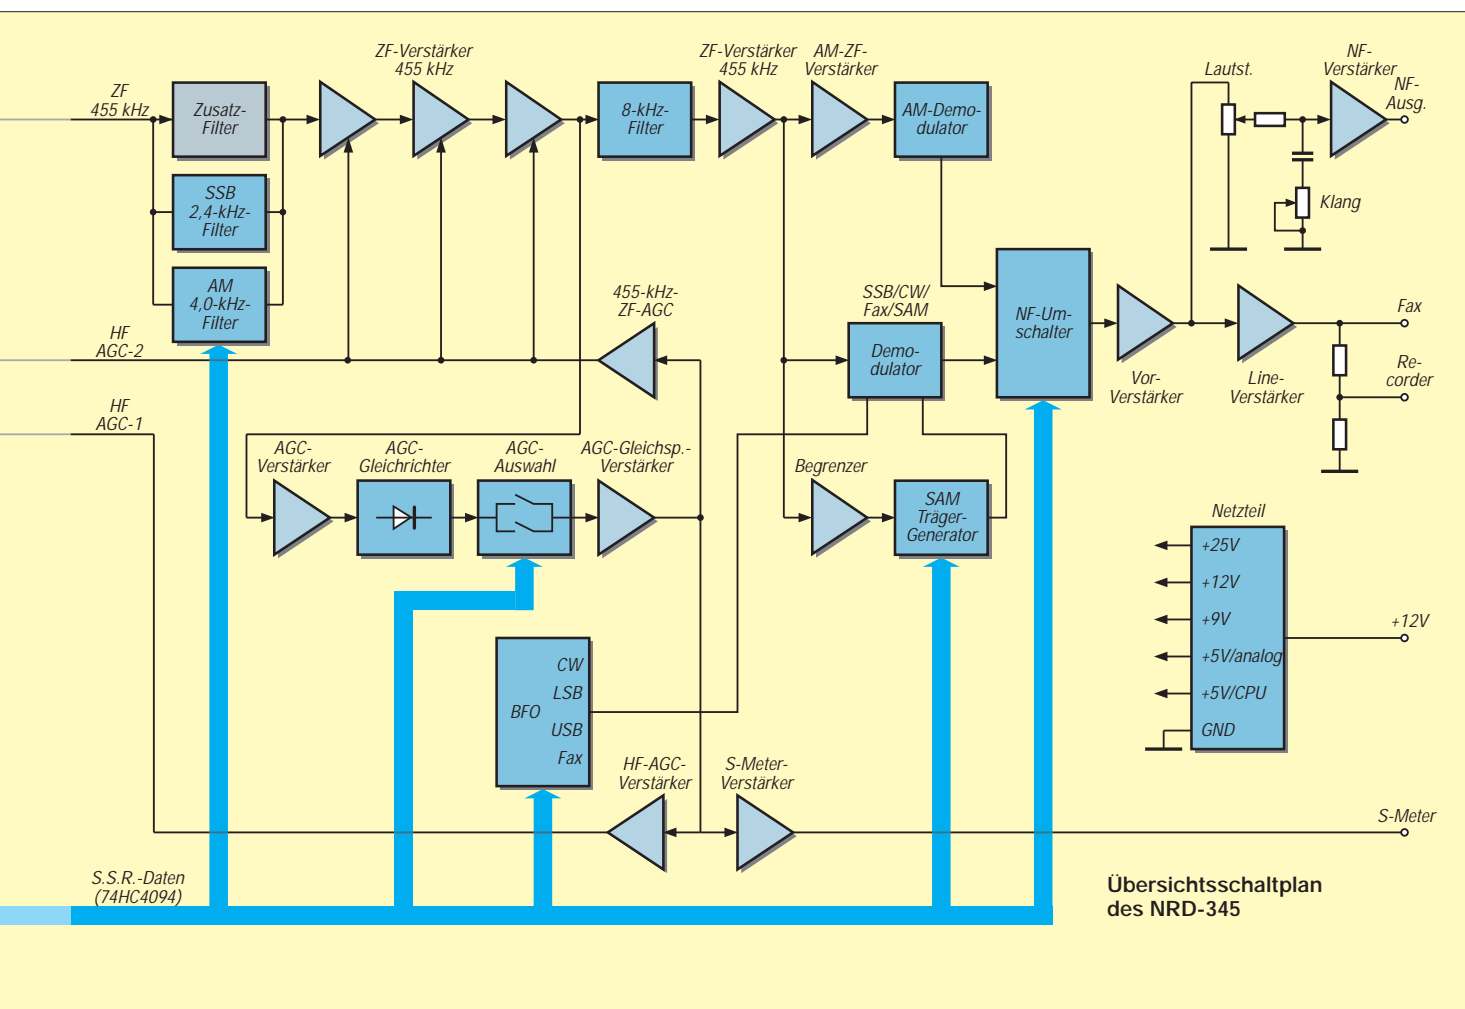 ZF-Verstärker
455 kHz
ZF-Verstärker
455 kHz
AM-ZF-
Verstärker
Lautst.
NF-
Verstärker
NF-
Ausg.
ZF
455 kHz
Zusatz-
Filter
8-kHz-
Filter
AM-Demo-
dulator
SSB
2,4-kHz-
Filter
Klang
AM
4,0-kHz-
Filter
455-kHz-
ZF-AGC
SSB/CW/
Fax/SAM
NF-Um-
schalter
Fax
HF
AGC-2
Demo-
dulator
Vor-
Verstärker
Line-
Verstärker
Re-
corder
HF
AGC-1
AGC-
Verstärker
AGC-
Gleichrichter
AGC-
Auswahl
AGC-Gleichsp.-
Verstärker
Begrenzer
SAM
Träger-
Generator
Netzteil
+25V
+12V
+9V
+5V/analog
+5V/CPU
GND
+12V
BFO
CW
LSB
USB
Fax
HF-AGC-
Verstärker
S-Meter-
Verstärker
S-Meter
S.S.R.-Daten
(74HC4094)
Übersichtsschaltplan
des NRD-345